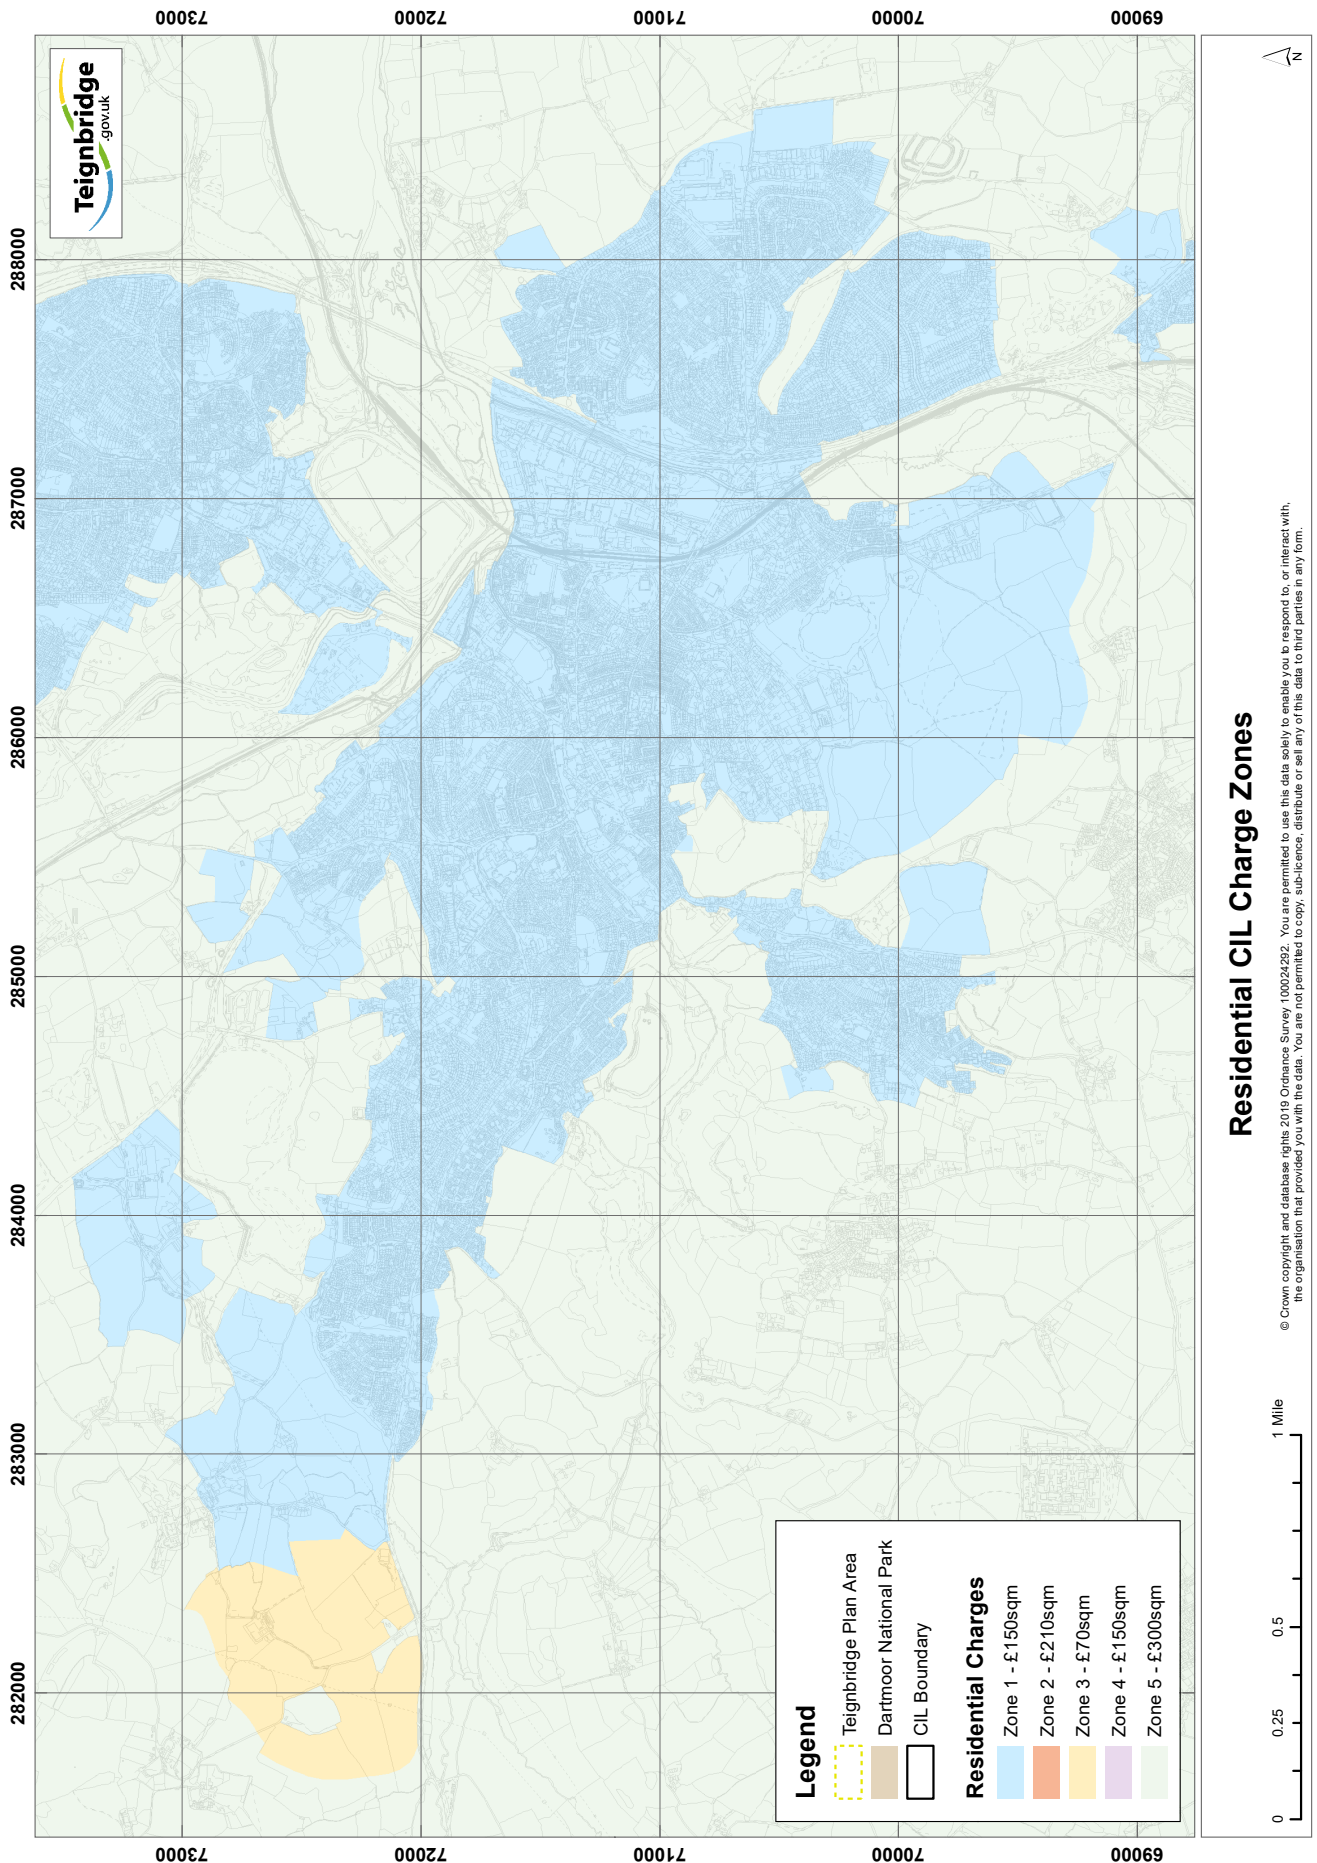 Teignbridge
.gov.uk
73000
72000
71000
70000
69000
288000
287000
286000
285000
284000
283000
282000
73000
72000
71000
70000
69000
Legend
Teignbridge Plan Area
Dartmoor National Park
CIL Boundary
Residential Charges
Zone 1 - £150sqm
Zone 2 - £210sqm
Zone 3 - £70sqm
Zone 4 - £150sqm
Zone 5 - £300sqm
Residential CIL Charge Zones
0
0.25
0.5
1 Mile
© Crown copyright and database rights 2019 Ordnance Survey 100024292. You are permitted to use this data solely to enable you to respond to, or interact with,
the organisation that provided you with the data. You are not permitted to copy, sub-licence, distribute or sell any of this data to third parties in any form.
N